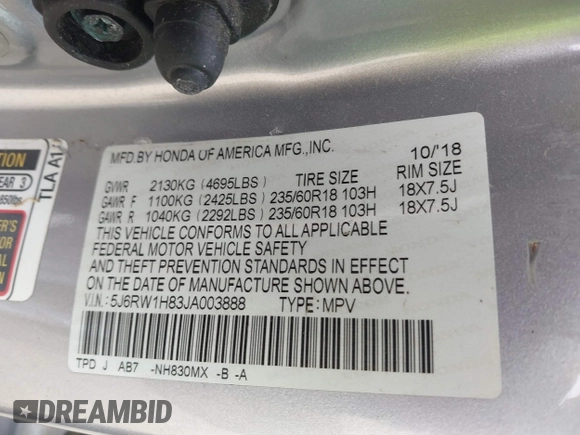 MFD.BY HONDA OF AMERICA MFG.,INC. 10/'18
TIRE SIZE RIM SIZE
GVWR 2130KG (4695LBS)
GAWR F 1100KG (2425LBS) 235/60R18 103H 18X7.5J
GAWR R 1040KG (2292LBS) 235/60R18 103H 18X7.5J
THIS VEHICLE CONFORMS TO ALL APPLICABLE
FEDERAL MOTOR VEHICLE SAFETY
AND THEFT PREVENTION STANDARDS IN EFFECT
ON THE DATE OF MANUFACTURE SHOWN ABOVE.
V.I.N.: 5J6RW1H83JA003888 TYPE: MPV
TPD J AB7 -NH830MX -B -A
TLA A1
DREAMBID